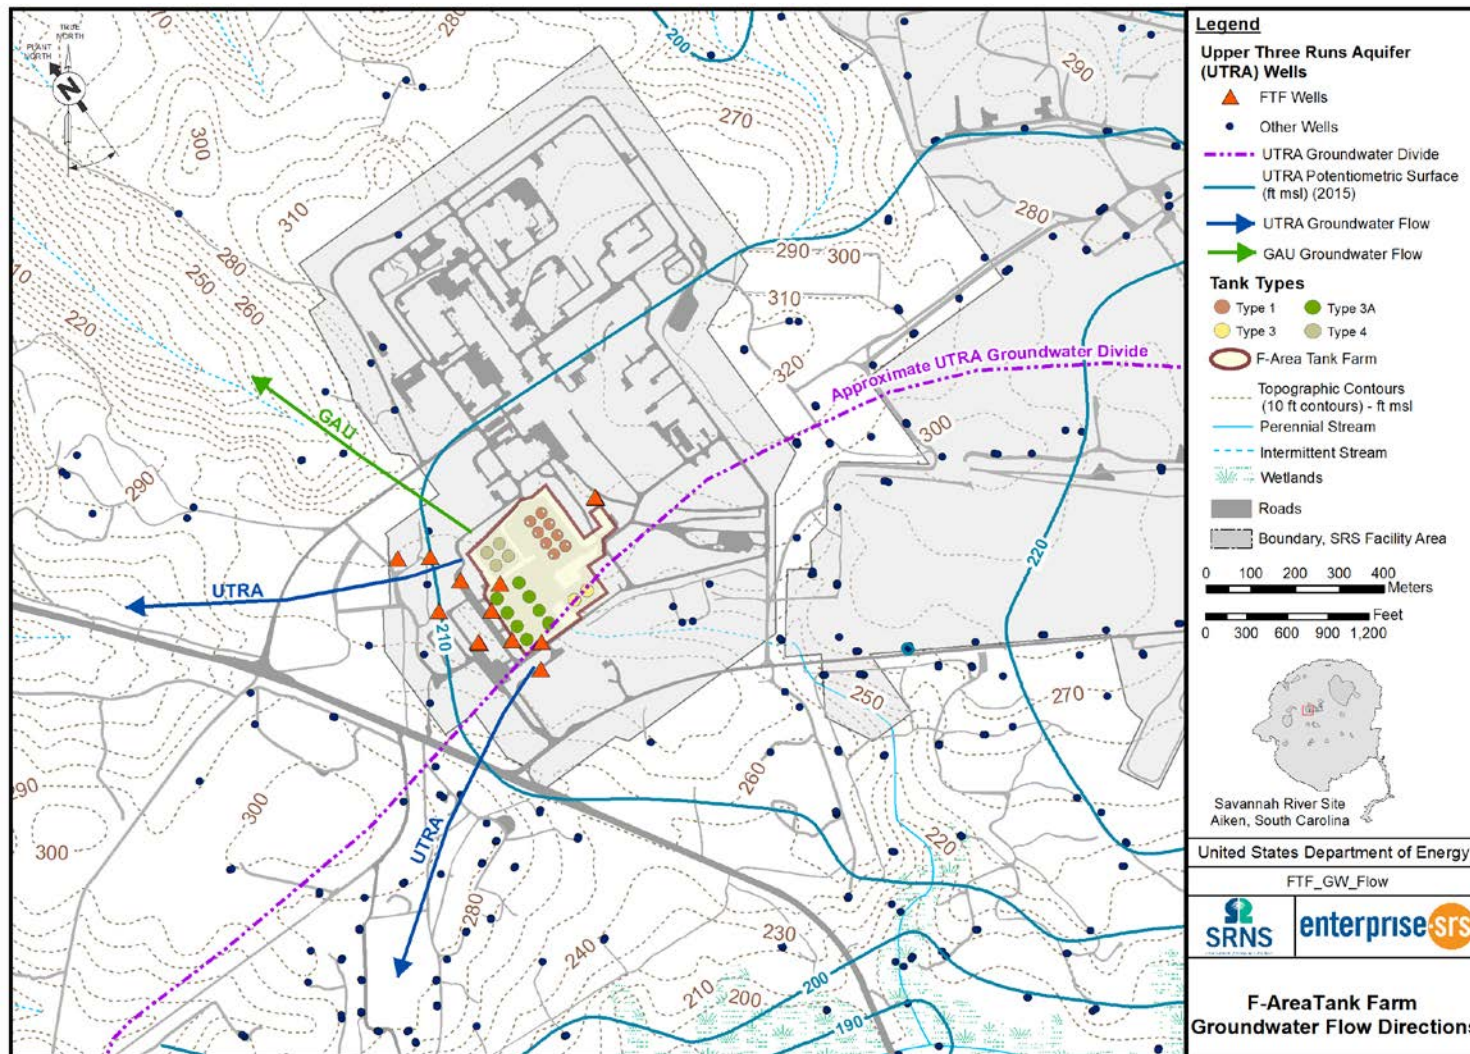 TRUE
NORTH
PLANT
NORTH
N
270
280
200
290
270
300
310
280
250
260
220
310
280
290
300
310
320
Approximate UTRA Groundwater Divide
300
GAU
290
220
UTRA
210
250
270
260
290
300
300
UTRA
220
280
240
230
210
200
200
190
Legend
Upper Three Runs Aquifer
(UTRA) Wells
FTF Wells
Other Wells
UTRA Groundwater Divide
UTRA Potentiometric Surface
(ft msl) (2015)
UTRA Groundwater Flow
GAU Groundwater Flow
Tank Types
Type 1
Type 3A
Type 3
Type 4
F-Area Tank Farm
Topographic Contours
(10 ft contours) - ft msl
Perennial Stream
Intermittent Stream
Wetlands
Roads
Boundary, SRS Facility Area
0 100 200 300 400
Meters
Feet
0 300 600 900 1,200
Savannah River Site
Aiken, South Carolina
United States Department of Energy
FTF_GW_Flow
SRNS
enterprise·srs
F-AreaTank Farm
Groundwater Flow Directions